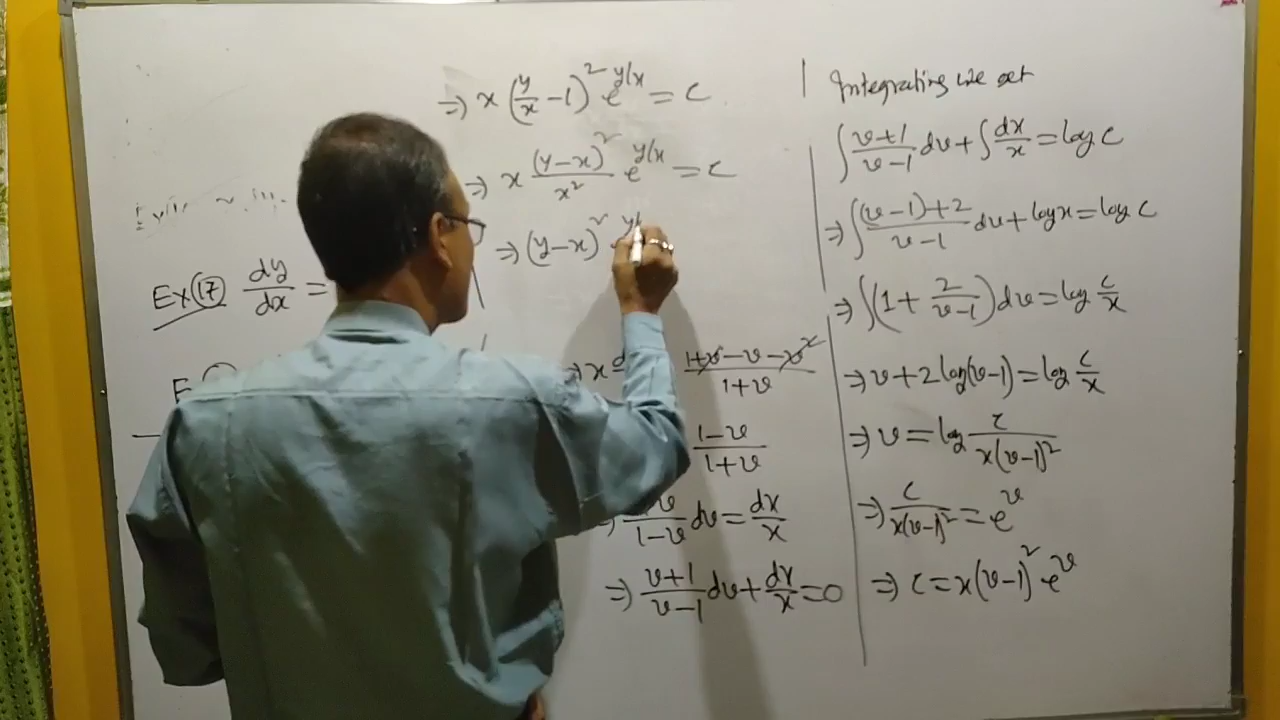 Ex(17) dy/dx =
⇒ x (y/x − 1)² e^(y/x) = c
⇒ x (y−x)²/x² e^(y/x) = c
⇒ (y−x)²
1+v−v−v²/1+v
1−v/1+v
1−v dv = dx/x
⇒ v+1/v−1 dv + dx/x = 0
Integrating we get
∫ v+1/v−1 dv + ∫ dx/x = log c
⇒ ∫ (v−1)+2/v−1 dv + log x = log c
⇒ ∫(1 + 2/v−1) dv = log c/x
⇒ v + 2 log(v−1) = log c/x
⇒ v = log c/x(v−1)²
⇒ c/x(v−1)² = e^v
⇒ c = x(v−1)² e^v